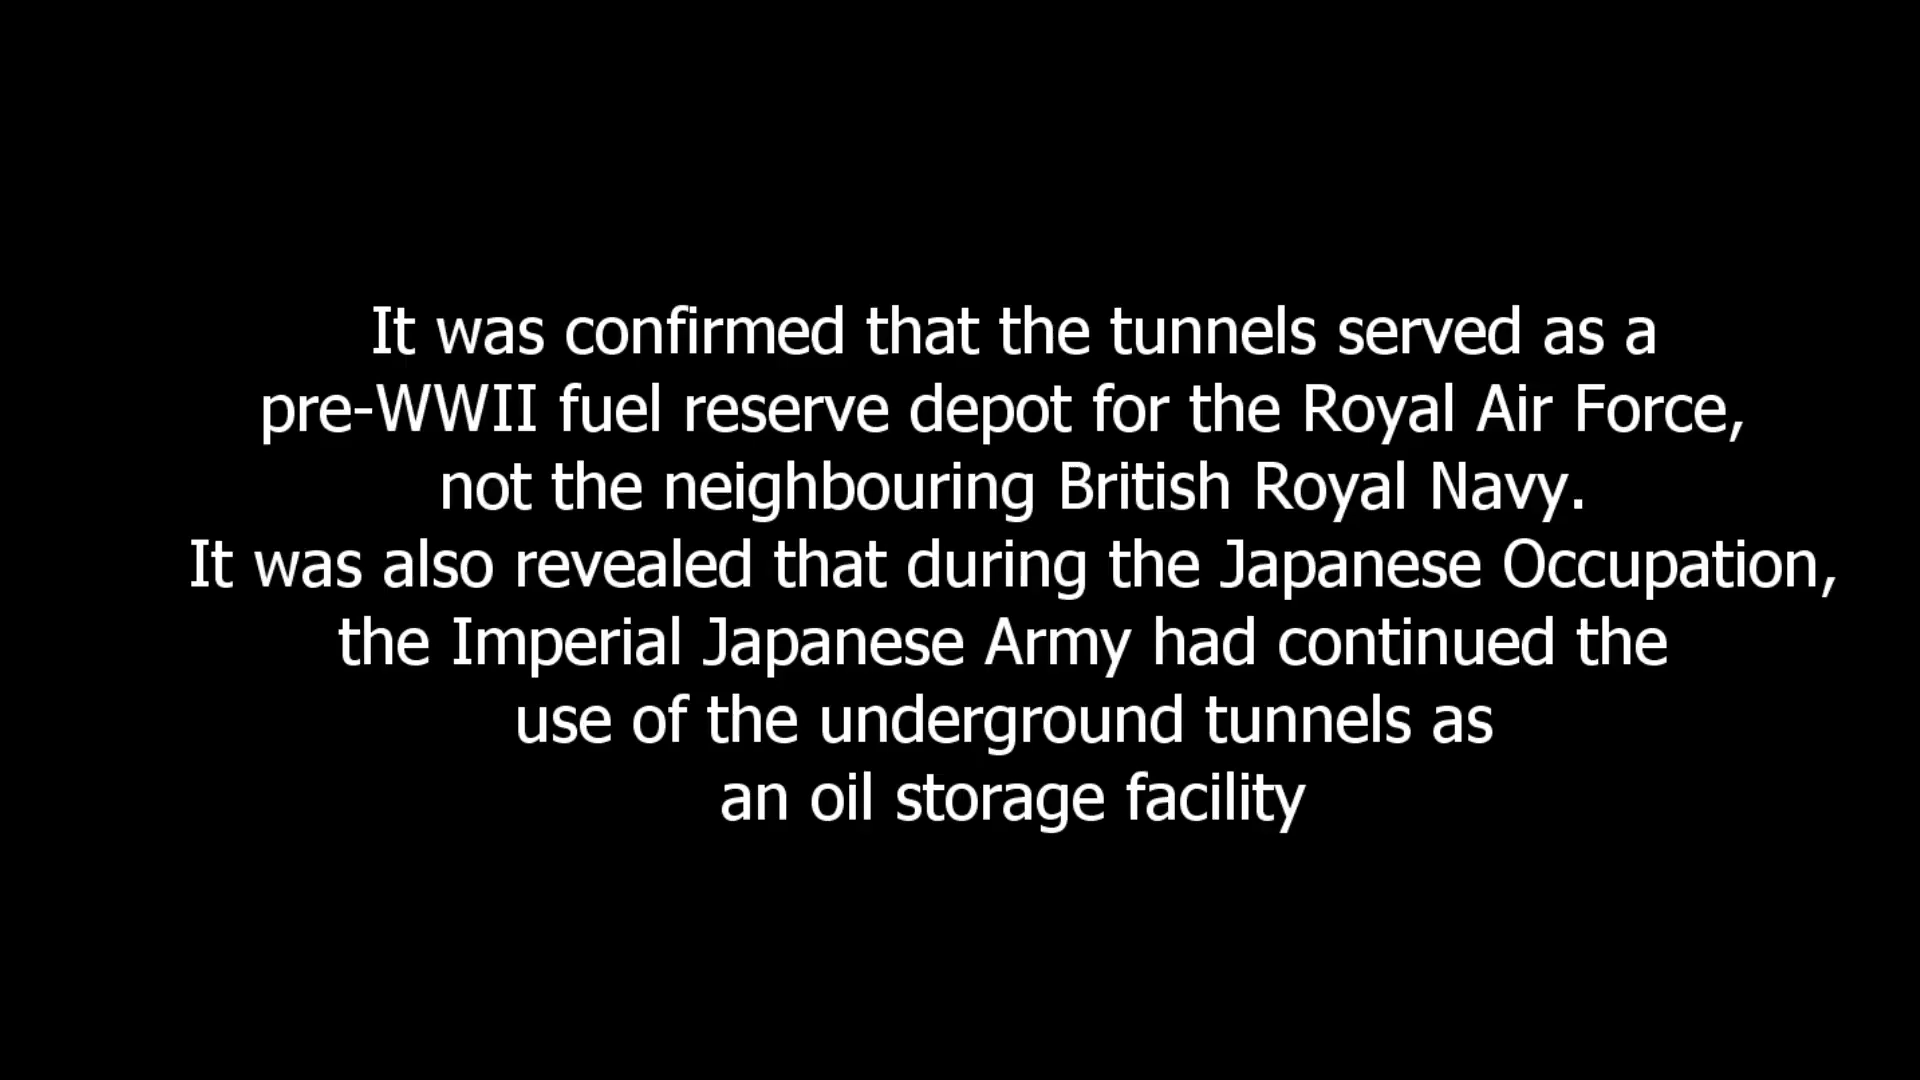 It was confirmed that the tunnels served as a
pre-WWII fuel reserve depot for the Royal Air Force,
not the neighbouring British Royal Navy.
It was also revealed that during the Japanese Occupation,
the Imperial Japanese Army had continued the
use of the underground tunnels as
an oil storage facility